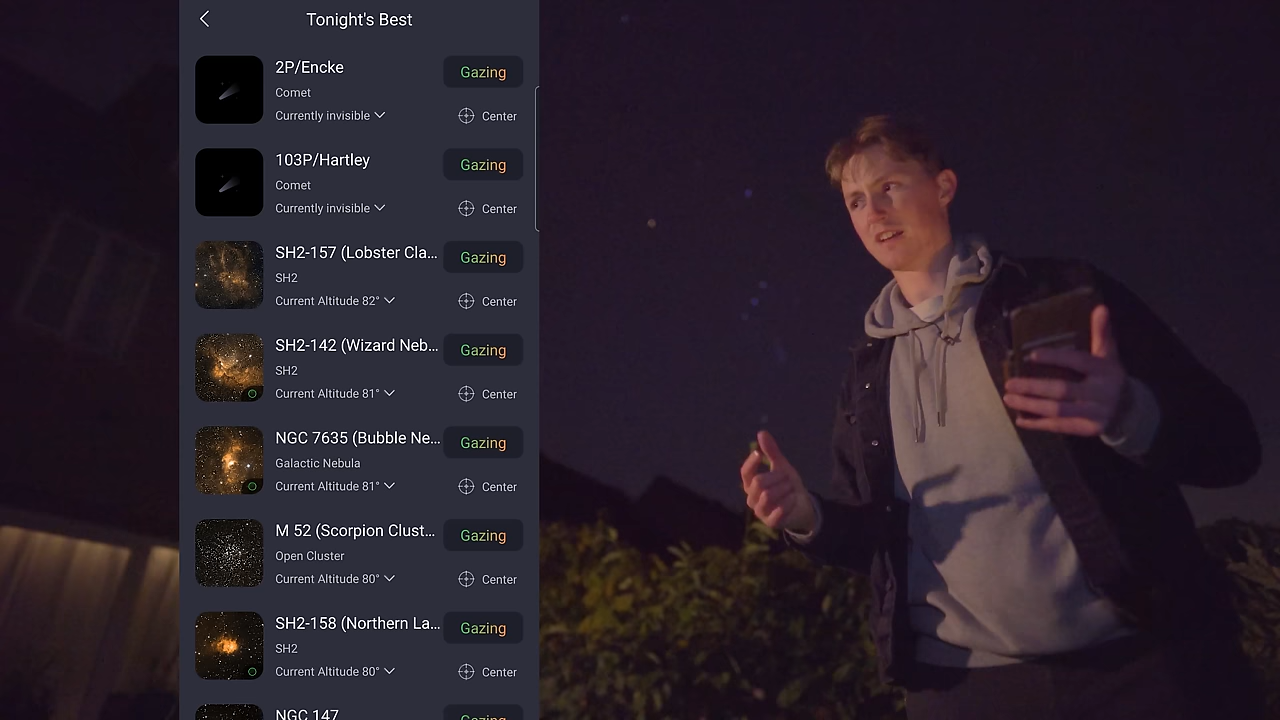 Tonight's Best
2P/Encke
Gazing
Comet
Currently invisible
Center
103P/Hartley
Gazing
Comet
Currently invisible
Center
SH2-157 (Lobster Cla...
Gazing
SH2
Current Altitude 82°
Center
SH2-142 (Wizard Neb...
Gazing
SH2
Current Altitude 81°
Center
NGC 7635 (Bubble Ne...
Gazing
Galactic Nebula
Current Altitude 81°
Center
M 52 (Scorpion Clust...
Gazing
Open Cluster
Current Altitude 80°
Center
SH2-158 (Northern La...
Gazing
SH2
Current Altitude 80°
Center
NGC 147
Gazing